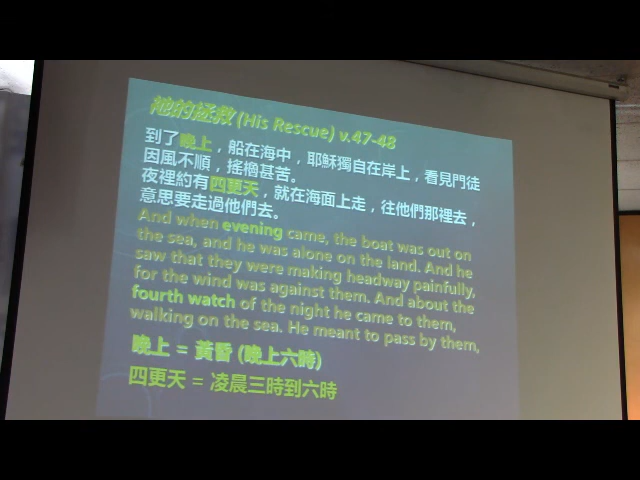 祂的拯救 (His Rescue) v.47-48
到了晚上，船在海中，耶穌獨自在岸上，看見門徒
因風不順，搖櫓甚苦。
夜裡約有四更天，就在海面上走，往他們那裡去，
意思要走過他們去。
And when evening came, the boat was out on
the sea, and he was alone on the land. And he
saw that they were making headway painfully,
for the wind was against them. And about the
fourth watch of the night he came to them,
walking on the sea. He meant to pass by them,
晚上 = 黃昏 (晚上六時)
四更天 = 凌晨三時到六時